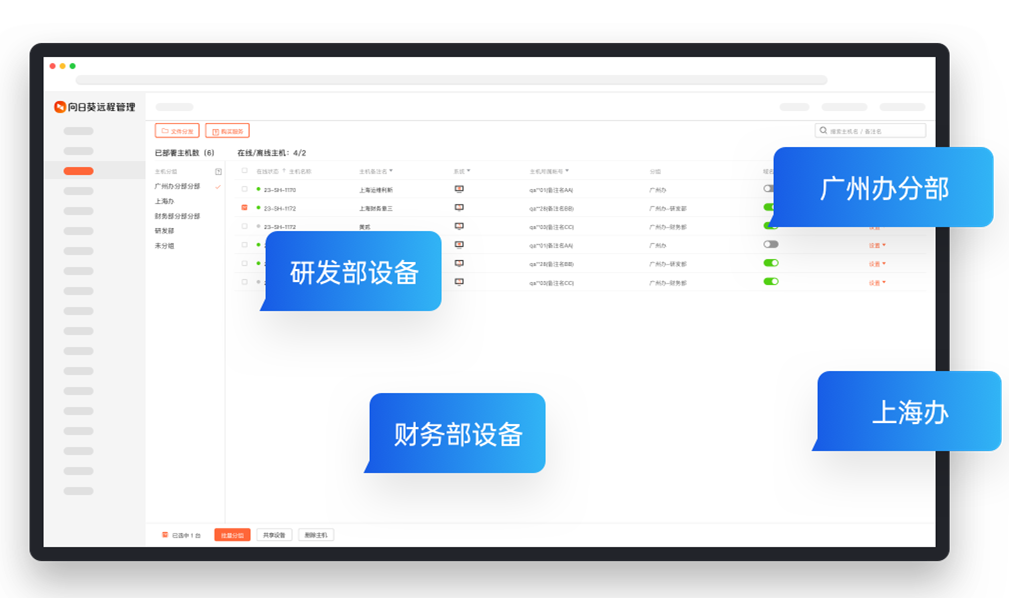 向日葵远程管理
文件分发 购买服务
搜索主机名 / 备注名
已部署主机数（6） 在线/离线主机：4/2
主机分组 在线状态 主机名称 主机备注名 系统 主机所属帐号 分组
广州办分部分部 23-SH-1170 上海运维利斯 qa**01(备注名AA) 广州办
上海办 23-SH-1172 上海财务曼三 qa**28(备注名BB) 广州办-研发部
财务部分部分部 23-SH-1172 qa**03(备注名CC) 广州办-财务部 设置
研发部 qa**01(备注名AA) 广州办 设置
未分组 qa**28(备注名BB) 广州办-研发部 设置
qa**03(备注名CC) 广州办-财务部 设置
广州办分部
研发部设备
上海办
财务部设备
已选中 1 台 批量分组 共享设备 删除主机